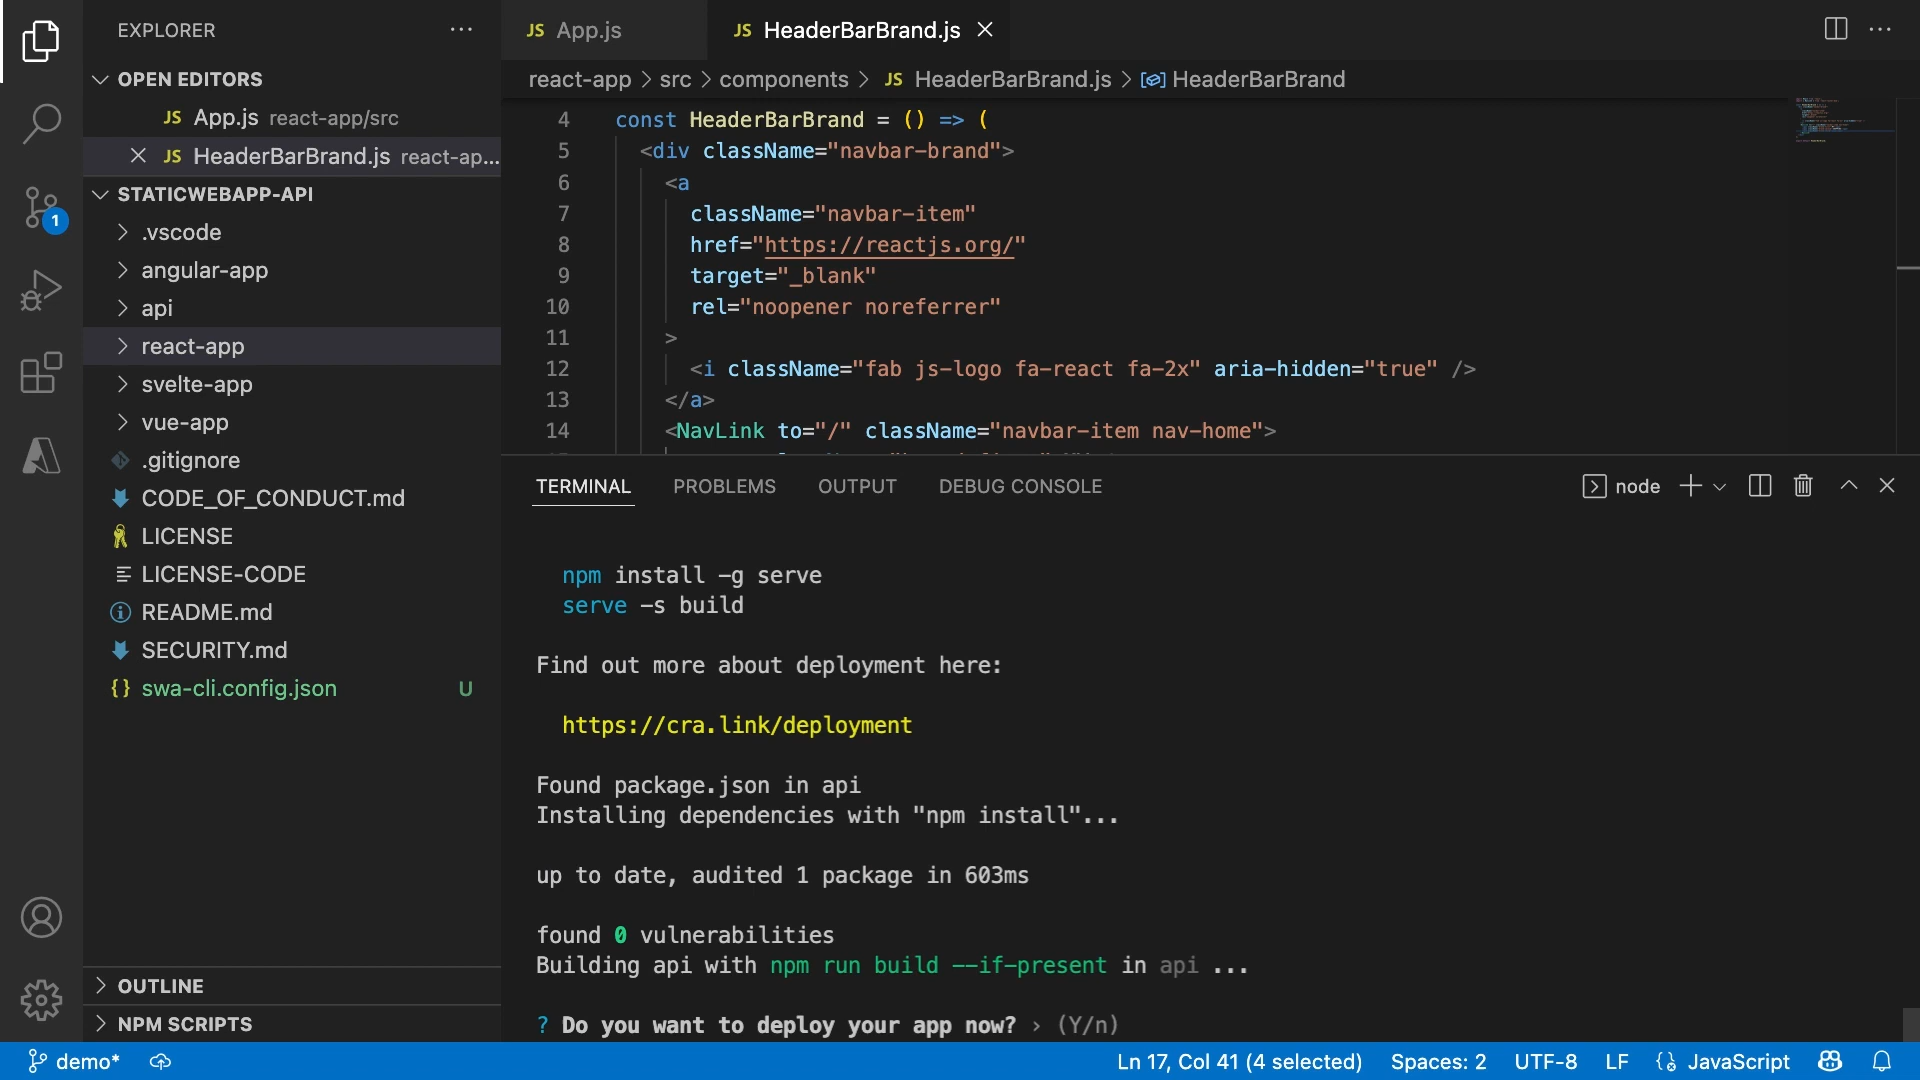 EXPLORER
OPEN EDITORS
JS App.js react-app/src
JS HeaderBarBrand.js react-ap...
STATICWEBAPP-API
.vscode
angular-app
api
react-app
svelte-app
vue-app
.gitignore
CODE_OF_CONDUCT.md
LICENSE
LICENSE-CODE
README.md
SECURITY.md
{} swa-cli.config.json U
OUTLINE
NPM SCRIPTS
1
JS App.js
JS HeaderBarBrand.js
react-app > src > components > JS HeaderBarBrand.js > HeaderBarBrand
4 const HeaderBarBrand = () => (
5 <div className="navbar-brand">
6 <a
7 className="navbar-item"
8 href="https://reactjs.org/"
9 target="_blank"
10 rel="noopener noreferrer"
11 >
12 <i className="fab js-logo fa-react fa-2x" aria-hidden="true" />
13 </a>
14 <NavLink to="/" className="navbar-item nav-home">
TERMINAL PROBLEMS OUTPUT DEBUG CONSOLE
node
npm install -g serve
serve -s build
Find out more about deployment here:
https://cra.link/deployment
Found package.json in api
Installing dependencies with "npm install"...
up to date, audited 1 package in 603ms
found 0 vulnerabilities
Building api with npm run build --if-present in api ...
? Do you want to deploy your app now? › (Y/n)
demo*
Ln 17, Col 41 (4 selected) Spaces: 2 UTF-8 LF JavaScript